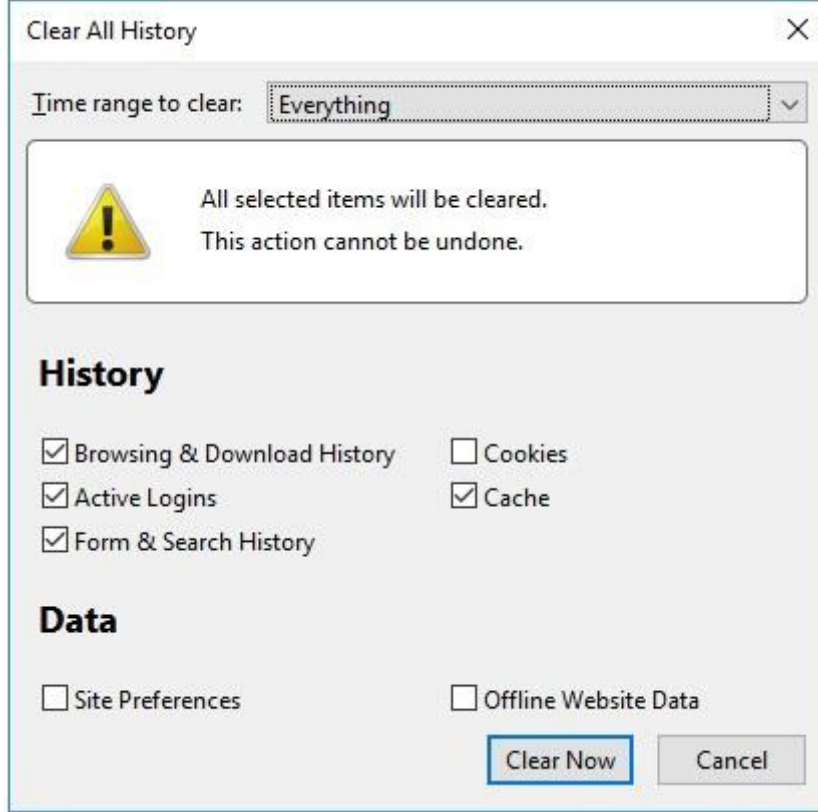 Clear All History
Time range to clear: Everything
All selected items will be cleared.
This action cannot be undone.
History
Browsing & Download History Cookies
Active Logins Cache
Form & Search History
Data
Site Preferences Offline Website Data
Clear Now Cancel